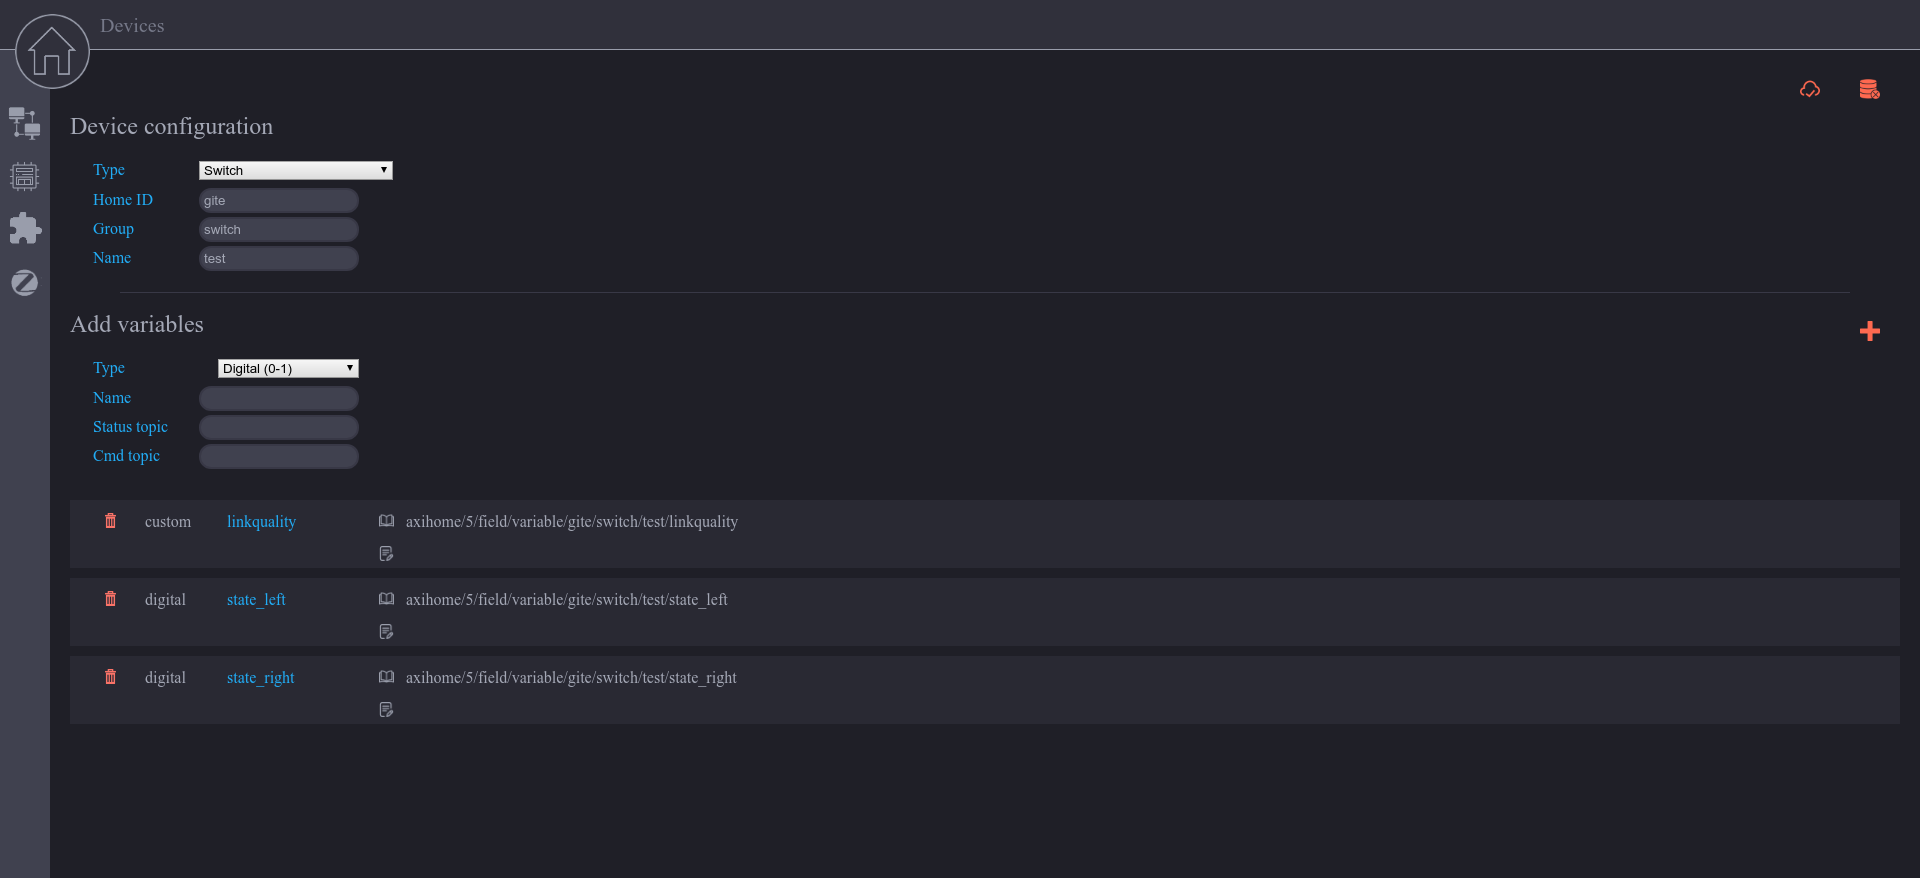 Devices
Device configuration
Type Switch
Home ID gite
Group switch
Name test
Add variables
Type Digital (0-1)
Name
Status topic
Cmd topic
custom linkquality axihome/5/field/variable/gite/switch/test/linkquality
digital state_left axihome/5/field/variable/gite/switch/test/state_left
digital state_right axihome/5/field/variable/gite/switch/test/state_right